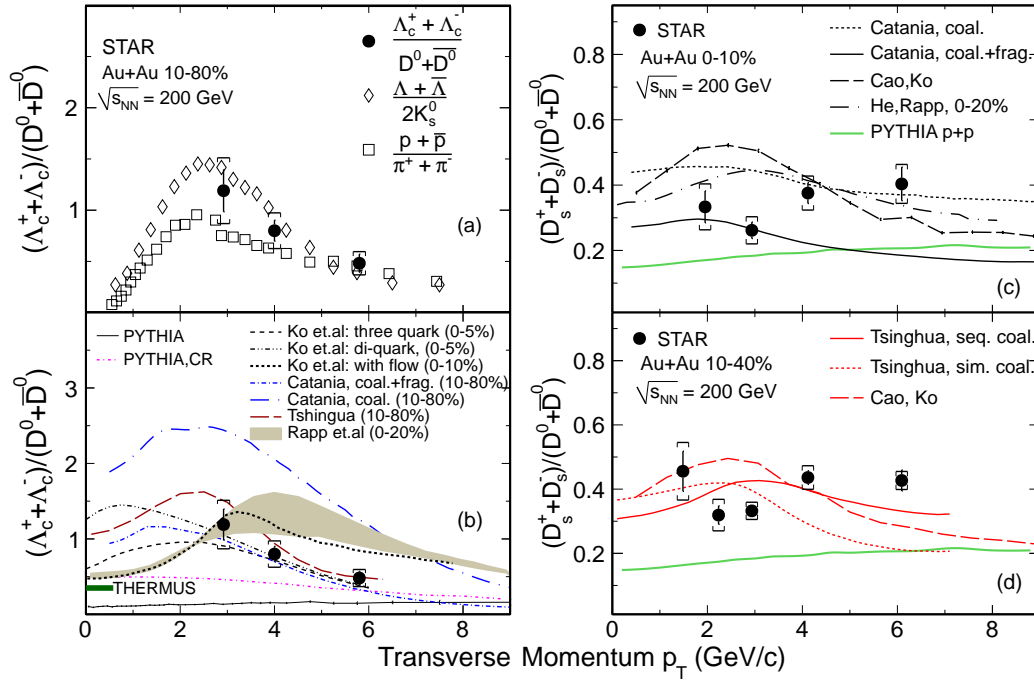 (Λc+ + Λc-)/(D0+D̅0)
2
1
STAR
Au+Au 10-80%
√sNN = 200 GeV
Λc+ + Λc-
D0+D̅0
Λ + Λ̅
2Ks0
p + p̅
π+ + π-
(a)
(Λc+ + Λc-)/(D0+D̅0)
3
2
1
PYTHIA
PYTHIA,CR
Ko et.al: three quark (0-5%)
Ko et.al: di-quark, (0-5%)
Ko et.al: with flow (0-10%)
Catania, coal.+frag. (10-80%)
Catania, coal. (10-80%)
Tshingua (10-80%)
Rapp et.al (0-20%)
(b)
THERMUS
0 2 4 6 8
(Ds+ + Ds-)/(D0+D̅0)
0.8
0.6
0.4
0.2
0
STAR
Au+Au 0-10%
√sNN = 200 GeV
Catania, coal.
Catania, coal.+frag.
Cao,Ko
He,Rapp, 0-20%
PYTHIA p+p
(c)
(Ds+ + Ds-)/(D0+D̅0)
0.8
0.6
0.4
0.2
STAR
Au+Au 10-40%
√sNN = 200 GeV
Tsinghua, seq. coal.
Tsinghua, sim. coal.
Cao, Ko
(d)
0 2 4 6 8
Transverse Momentum pT (GeV/c)